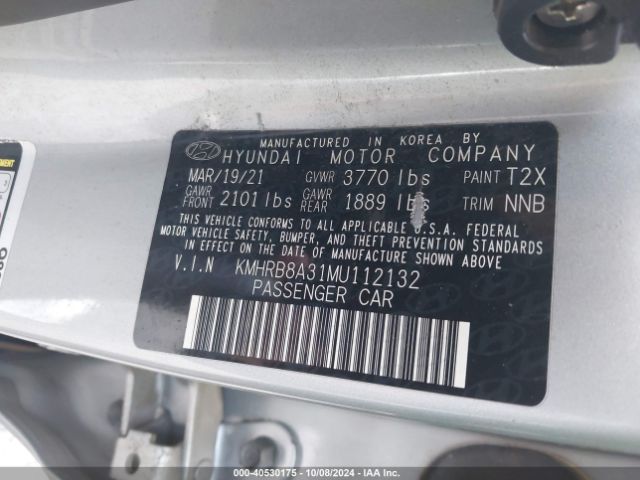 MANUFACTURED IN KOREA BY
HYUNDAI MOTOR COMPANY
MAR/19/21 GVWR 3770 lbs PAINT T2X
GAWR FRONT 2101 lbs GAWR REAR 1889 lbs TRIM NNB
THIS VEHICLE CONFORMS TO ALL APPLICABLE U.S.A. FEDERAL
MOTOR VEHICLE SAFETY, BUMPER, AND THEFT PREVENTION STANDARDS
IN EFFECT ON THE DATE OF MANUFACTURE SHOWN ABOVE
V.I.N KMHRB8A31MU112132
PASSENGER CAR
000-40530175 - 10/08/2024 - IAAI.COM